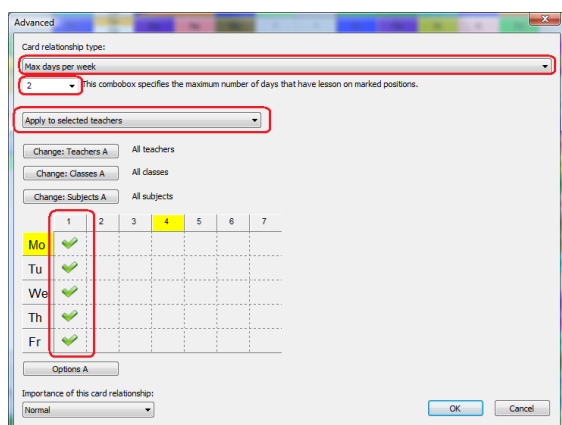 Advanced
Card relationship type:
Max days per week
2 This combobox specifies the maximum number of days that have lesson on marked positions.
Apply to selected teachers
Change: Teachers A All teachers
Change: Classes A All classes
Change: Subjects A All subjects
1 2 3 4 5 6 7
Mo
Tu
We
Th
Fr
Options A
Importance of this card relationship:
Normal
OK Cancel